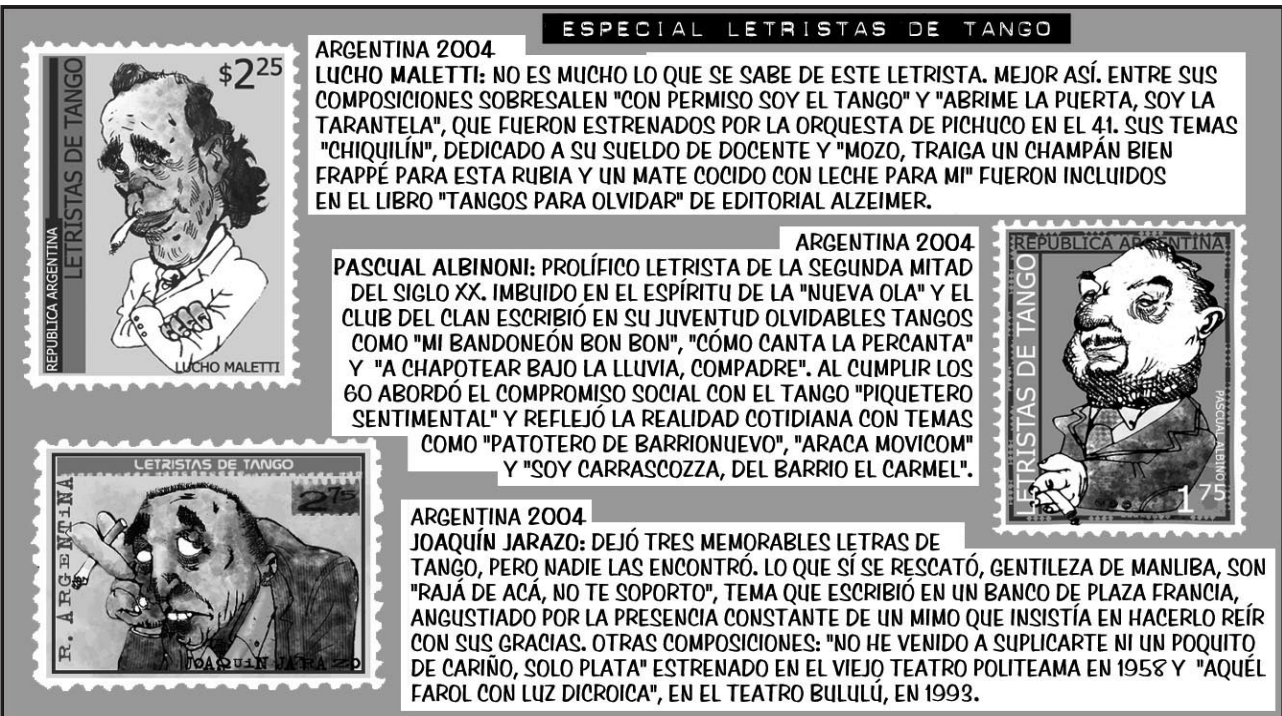 ESPECIAL LETRISTAS DE TANGO
$2 25
LETRISTAS DE TANGO
REPUBLICA ARGENTINA
LUCHO MALETTI
ARGENTINA 2004
LUCHO MALETTI: NO ES MUCHO LO QUE SE SABE DE ESTE LETRISTA. MEJOR ASÍ. ENTRE SUS
COMPOSICIONES SOBRESALEN "CON PERMISO SOY EL TANGO" Y "ABRIME LA PUERTA, SOY LA
TARANTELA", QUE FUERON ESTRENADOS POR LA ORQUESTA DE PICHUCO EN EL 41. SUS TEMAS
"CHIQUILÍN", DEDICADO A SU SUELDO DE DOCENTE Y "MOZO, TRAIGA UN CHAMPÁN BIEN
FRAPPÉ PARA ESTA RUBIA Y UN MATE COCIDO CON LECHE PARA MI" FUERON INCLUIDOS
EN EL LIBRO "TANGOS PARA OLVIDAR" DE EDITORIAL ALZEIMER.
ARGENTINA 2004
PASCUAL ALBINONI: PROLÍFICO LETRISTA DE LA SEGUNDA MITAD
DEL SIGLO XX. IMBUIDO EN EL ESPÍRITU DE LA "NUEVA OLA" Y EL
CLUB DEL CLAN ESCRIBIÓ EN SU JUVENTUD OLVIDABLES TANGOS
COMO "MI BANDONEÓN BON BON", "CÓMO CANTA LA PERCANTA"
Y "A CHAPOTEAR BAJO LA LLUVIA, COMPADRE". AL CUMPLIR LOS
60 ABORDÓ EL COMPROMISO SOCIAL CON EL TANGO "PIQUETERO
SENTIMENTAL" Y REFLEJÓ LA REALIDAD COTIDIANA CON TEMAS
COMO "PATOTERO DE BARRIONUEVO", "ARACA MOVICOM"
Y "SOY CARRASCOZZA, DEL BARRIO EL CARMEL".
REPÚBLICA ARGENTINA
LETRISTAS DE TANGO
PASCUAL ALBINONI
1 75
LETRISTAS DE TANGO
R. ARGENTINA
2 75
JOAQUIN JARAZO
ARGENTINA 2004
JOAQUÍN JARAZO: DEJÓ TRES MEMORABLES LETRAS DE
TANGO, PERO NADIE LAS ENCONTRÓ. LO QUE SÍ SE RESCATÓ, GENTILEZA DE MANLIBA, SON
"RAJÁ DE ACÁ, NO TE SOPORTO", TEMA QUE ESCRIBIÓ EN UN BANCO DE PLAZA FRANCIA,
ANGUSTIADO POR LA PRESENCIA CONSTANTE DE UN MIMO QUE INSISTÍA EN HACERLO REÍR
CON SUS GRACIAS. OTRAS COMPOSICIONES: "NO HE VENIDO A SUPLICARTE NI UN POQUITO
DE CARIÑO, SOLO PLATA" ESTRENADO EN EL VIEJO TEATRO POLITEAMA EN 1958 Y "AQUÉL
FAROL CON LUZ DICROICA", EN EL TEATRO BULULÚ, EN 1993.